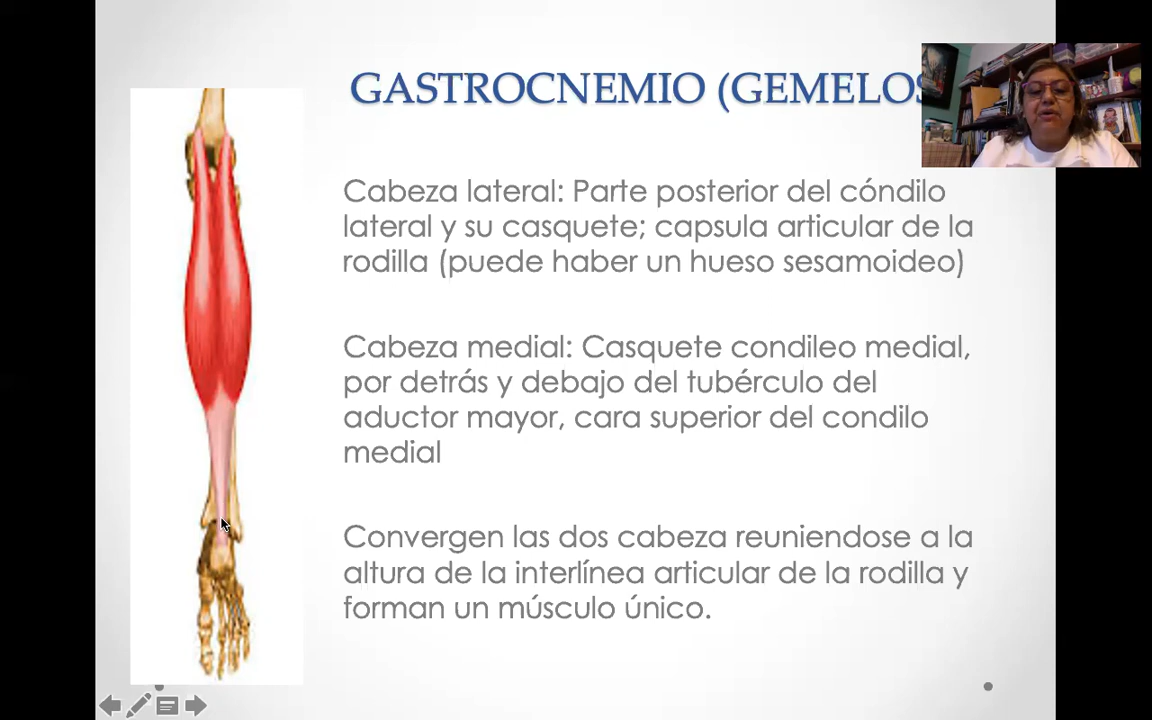 GASTROCNEMIO (GEMELOS
Cabeza lateral: Parte posterior del cóndilo
lateral y su casquete; capsula articular de la
rodilla (puede haber un hueso sesamoideo)
Cabeza medial: Casquete condileo medial,
por detrás y debajo del tubérculo del
aductor mayor, cara superior del condilo
medial
Convergen las dos cabeza reuniendose a la
altura de la interlínea articular de la rodilla y
forman un músculo único.